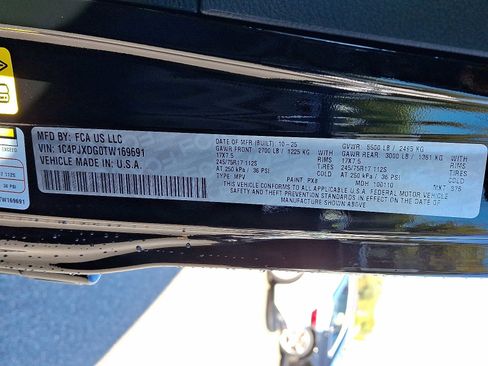 MFD BY: FCA US LLC
VIN: 1C4PJXDG0TW169691
VEHICLE MADE IN U.S.A.
DATE OF MFR (BUILT) 10-25 GVWR: 5500 LB / 2495 KG
GAWR FRONT: 2700 LB / 1225 KG WITH GAWR REAR: 3000 LB / 1361 KG WITH
17X7.5 RIMS 17X7.5 RIMS
245/75R17 112S TIRES 245/75R17 112S TIRES
AT 250 kPa / 36 PSI COLD AT 250 kPa / 36 PSI COLD
TYPE MPV PAINT PX8 MDH: 100110 MKT 375
THIS VEHICLE CONFORMS TO ALL APPLICABLE U.S. FEDERAL MOTOR VEHICLE
SAFETY AND THEFT PREVENTION STANDARDS IN EFFECT ON THE DATE OF
MANUFACTURE SHOWN ABOVE
EXCEED
36 PSI
TW169691